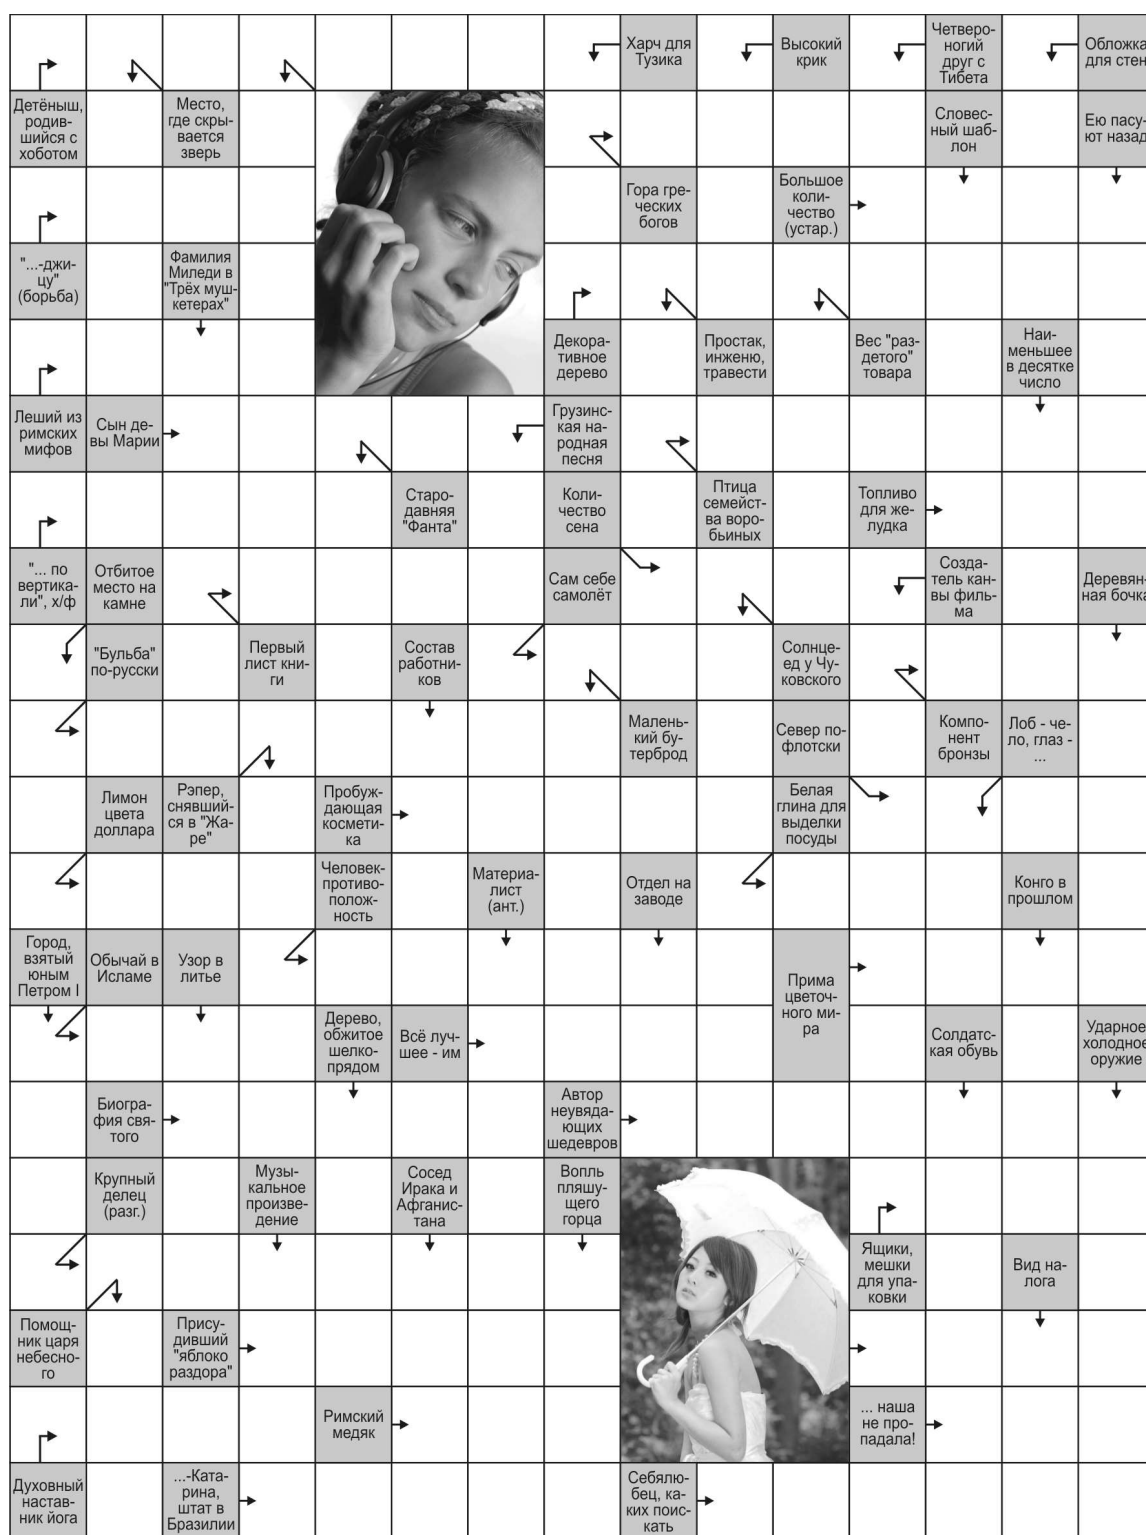 Харч для
Тузика
Высокий
крик
Четверо-
ногий
друг с
Тибета
Обложка
для стен
Детёныш,
родив-
шийся с
хоботом
Место,
где скры-
вается
зверь
Словес-
ный шаб-
лон
Ею пасу-
ют назад
Гора гре-
ческих
богов
Большое
коли-
чество
(устар.)
"...-джи-
цу"
(борьба)
Фамилия
Миледи в
"Трёх муш-
кетерах"
Декора-
тивное
дерево
Простак,
инженю,
травести
Вес "раз-
детого"
товара
Наи-
меньшее
в десятке
число
Леший из
римских
мифов
Сын де-
вы Марии
Грузинс-
кая на-
родная
песня
Старо-
давняя
"Фанта"
Коли-
чество
сена
Птица
семейст-
ва воро-
бьиных
Топливо
для же-
лудка
"... по
вертика-
ли", х/ф
Отбитое
место на
камне
Сам себе
самолёт
Созда-
тель кан-
вы филь-
ма
Деревян-
ная бочка
"Бульба"
по-русски
Первый
лист кни-
ги
Состав
работни-
ков
Солнце-
ед у Чу-
ковского
Малень-
кий бу-
терброд
Север по-
флотски
Компо-
нент
бронзы
Лоб - че-
ло, глаз -
...
Лимон
цвета
доллара
Рэпер,
снявший-
ся в "Жа-
ре"
Пробуж-
дающая
космети-
ка
Белая
глина для
выделки
посуды
Человек-
противо-
полож-
ность
Материа-
лист
(ант.)
Отдел на
заводе
Конго в
прошлом
Город,
взятый
юным
Петром I
Обычай в
Исламе
Узор в
литье
Прима
цветоч-
ного ми-
ра
Дерево,
обжитое
шелко-
прядом
Всё луч-
шее - им
Солдатс-
кая обувь
Ударное
холодное
оружие
Биогра-
фия свя-
того
Автор
неувяда-
ющих
шедевров
Крупный
делец
(разг.)
Музы-
кальное
произве-
дение
Сосед
Ирака и
Афганис-
тана
Вопль
пляшу-
щего
горца
Ящики,
мешки
для упа-
ковки
Вид на-
лога
Помощ-
ник царя
небесно-
го
Прису-
дивший
"яблоко
раздора"
Римский
медяк
... наша
не про-
падала!
Духовный
настав-
ник йога
...-Ката-
рина,
штат в
Бразилии
Себялю-
бец, ка-
ких поис-
кать